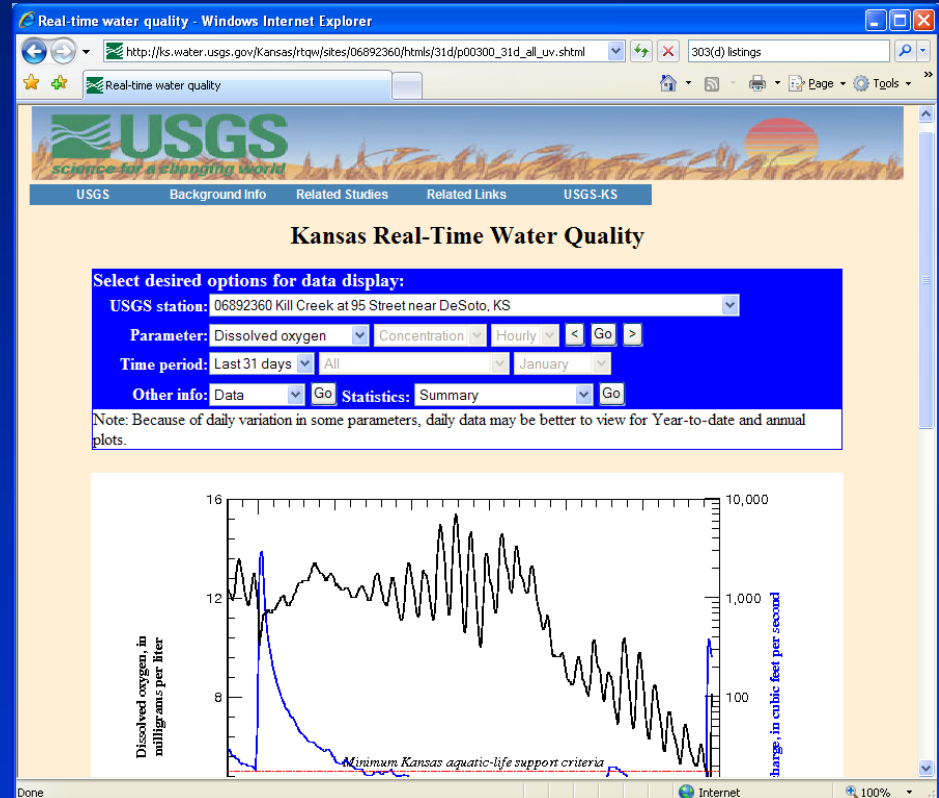 Real-time water quality - Windows Internet Explorer
http://ks.water.usgs.gov/Kansas/rtqw/sites/06892360/htmls/31d/p00300_31d_all_uv.shtml 303(d) listings
Real-time water quality Page Tools
USGS
science for a changing world
USGS Background Info Related Studies Related Links USGS-KS
Kansas Real-Time Water Quality
Select desired options for data display:
USGS station: 06892360 Kill Creek at 95 Street near DeSoto, KS
Parameter: Dissolved oxygen Concentration Hourly < Go >
Time period: Last 31 days All January
Other info: Data Go Statistics: Summary Go
Note: Because of daily variation in some parameters, daily data may be better to view for Year-to-date and annual
plots.
16 10,000
12 1,000
8 100
Dissolved oxygen, in
milligrams per liter
charge, in cubic feet per second
Minimum Kansas aquatic-life support criteria
Done Internet 100%